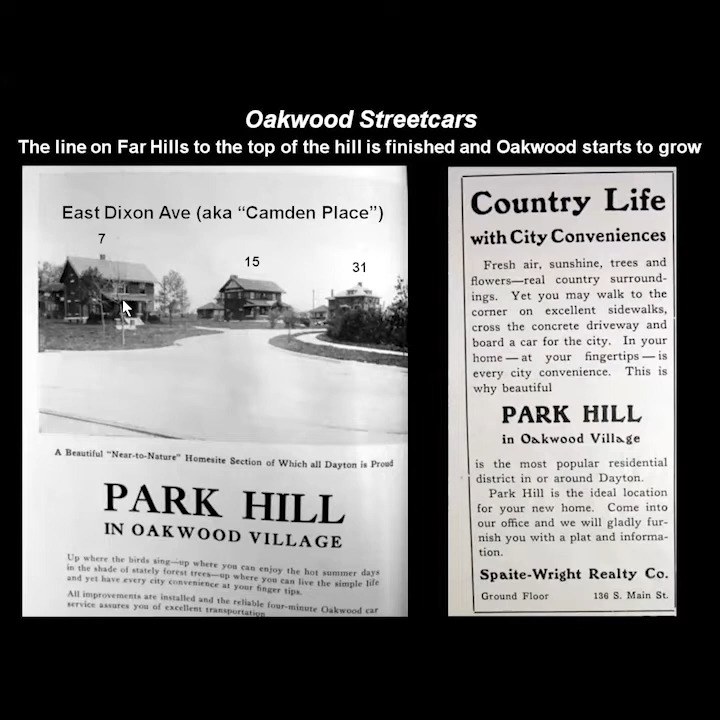 Oakwood Streetcars
The line on Far Hills to the top of the hill is finished and Oakwood starts to grow
East Dixon Ave (aka “Camden Place”)
7
15
31
A Beautiful "Near-to-Nature" Homesite Section of Which all Dayton is Proud
PARK HILL
IN OAKWOOD VILLAGE
Up where the birds sing—up where you can enjoy the hot summer days
in the shade of stately forest trees—up where you can live the simple life
and yet have every city convenience at your finger tips.
All improvements are installed and the reliable four-minute Oakwood car
service assures you of excellent transportation
Country Life
with City Conveniences
Fresh air, sunshine, trees and
flowers—real country surround-
ings. Yet you may walk to the
corner on excellent sidewalks,
cross the concrete driveway and
board a car for the city. In your
home—at your fingertips—is
every city convenience. This is
why beautiful
PARK HILL
in Oakwood Village
is the most popular residential
district in or around Dayton.
Park Hill is the ideal location
for your new home. Come into
our office and we will gladly fur-
nish you with a plat and informa-
tion.
Spaite-Wright Realty Co.
Ground Floor 136 S. Main St.